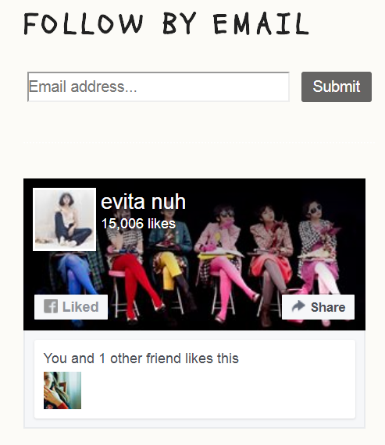 FOLLOW BY EMAIL
Email address...
Submit
evita nuh
15,006 likes
Liked
Share
You and 1 other friend likes this